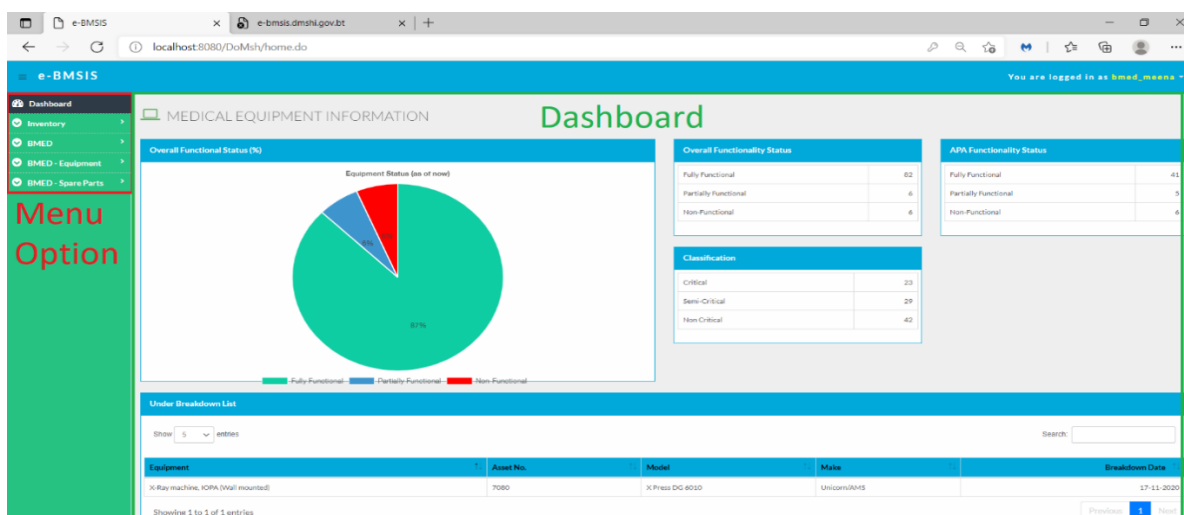 e-BMSIS
e-bmsis.dmshi.gov.bt
localhost:8080/DoMsh/home.do
e-BMSIS
You are logged in as bmed_meena
Dashboard
Inventory
BMED
BMED - Equipment
BMED - Spare Parts
Menu
Option
MEDICAL EQUIPMENT INFORMATION
Dashboard
Overall Functional Status (%)
Equipment Status (as of now)
6%
87%
Fully Functional Partially Functional Non-Functional
Overall Functionality Status
Fully Functional 82
Partially Functional 6
Non-Functional 6
APA Functionality Status
Fully Functional 41
Partially Functional 5
Non-Functional 6
Classification
Critical 23
Semi-Critical 29
Non Critical 42
Under Breakdown List
Show 5 entries
Search:
Equipment Asset No. Model Make Breakdown Date
X-Ray machine, IOPA (Wall mounted) 7080 X Press DG 6010 Unicorn/AMS 17-11-2020
Showing 1 to 1 of 1 entries
Previous 1 Next